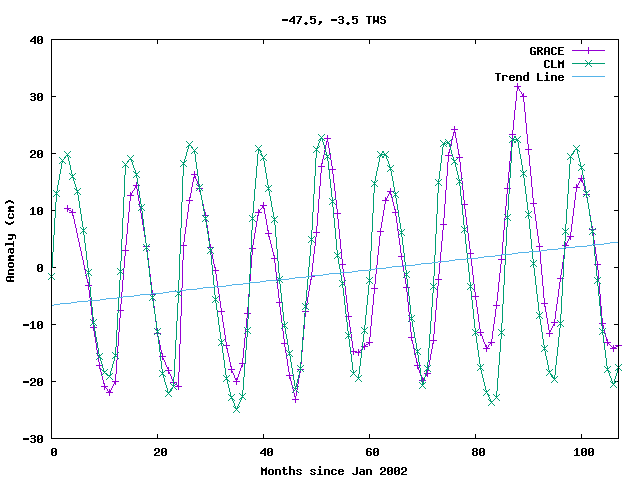 -47.5, -3.5 TWS
GRACE
CLM
Trend Line
Anomaly (cm)
40
30
20
10
0
-10
-20
-30
0 20 40 60 80 100
Months since Jan 2002